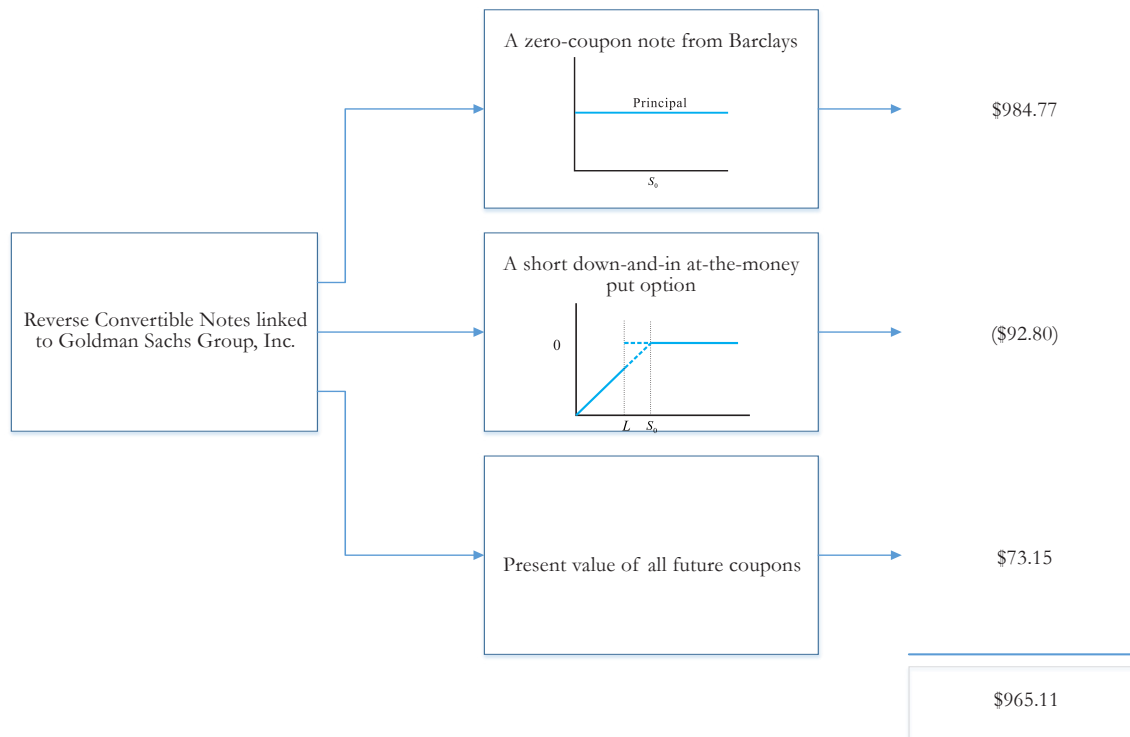 A zero-coupon note from Barclays
Principal
S₀
$984.77
Reverse Convertible Notes linked
to Goldman Sachs Group, Inc.
A short down-and-in at-the-money
put option
0
L S₀
($92.80)
Present value of all future coupons
$73.15
$965.11